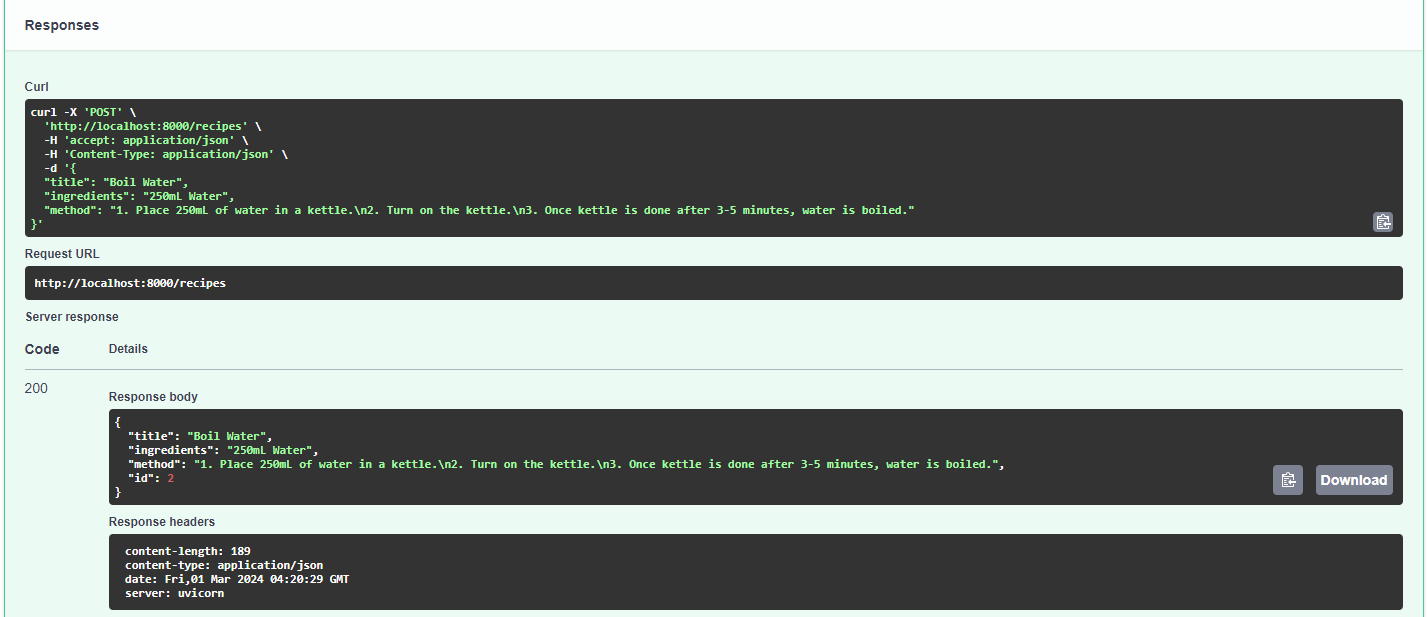 Responses
Curl
curl -X 'POST' \
  'http://localhost:8000/recipes' \
  -H 'accept: application/json' \
  -H 'Content-Type: application/json' \
  -d '{
  "title": "Boil Water",
  "ingredients": "250mL Water",
  "method": "1. Place 250mL of water in a kettle.\n2. Turn on the kettle.\n3. Once kettle is done after 3-5 minutes, water is boiled."
}'
Request URL
http://localhost:8000/recipes
Server response
Code Details
200
Response body
{
  "title": "Boil Water",
  "ingredients": "250mL Water",
  "method": "1. Place 250mL of water in a kettle.\n2. Turn on the kettle.\n3. Once kettle is done after 3-5 minutes, water is boiled.",
  "id": 2
}
Download
Response headers
content-length: 189
content-type: application/json
date: Fri,01 Mar 2024 04:20:29 GMT
server: uvicorn